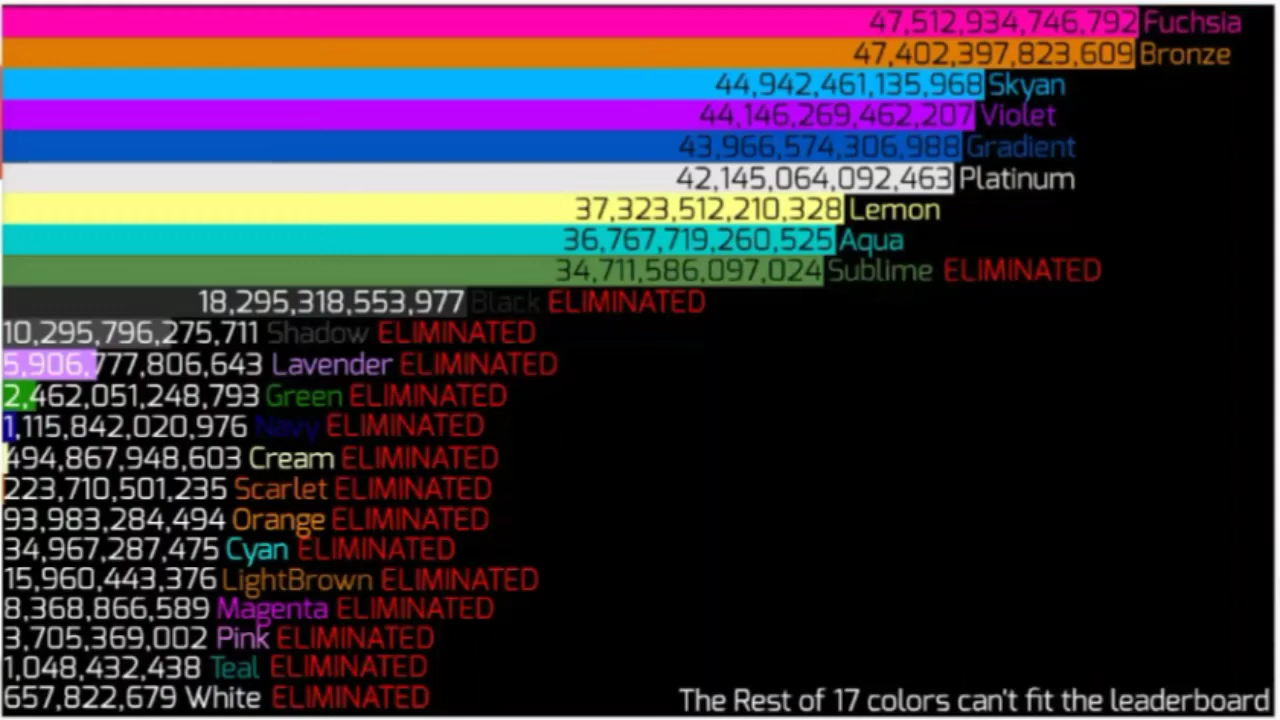 47,512,934,746,792 Fuchsia
47,402,397,823,609 Bronze
44,942,461,135,968 Skyan
44,146,269,462,207 Violet
43,966,574,306,988 Gradient
42,145,064,092,463 Platinum
37,323,512,210,328 Lemon
36,767,719,260,525 Aqua
34,711,586,097,024 Sublime ELIMINATED
18,295,318,553,977 Black ELIMINATED
10,295,796,275,711 Shadow ELIMINATED
5,906,777,806,643 Lavender ELIMINATED
2,462,051,248,793 Green ELIMINATED
1,115,842,020,976 Navy ELIMINATED
494,867,948,603 Cream ELIMINATED
223,710,501,235 Scarlet ELIMINATED
93,983,284,494 Orange ELIMINATED
34,967,287,475 Cyan ELIMINATED
15,960,443,376 LightBrown ELIMINATED
8,368,866,589 Magenta ELIMINATED
3,705,369,002 Pink ELIMINATED
1,048,432,438 Teal ELIMINATED
657,822,679 White ELIMINATED
The Rest of 17 colors can't fit the leaderboard